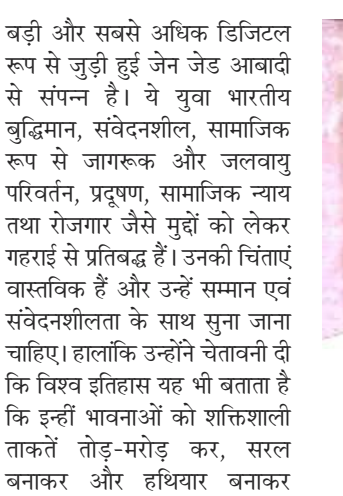 बड़ी और सबसे अधिक डिजिटल
रूप से जुड़ी हुई जेन जेड आबादी
से संपन्न है। ये युवा भारतीय
बुद्धिमान, संवेदनशील, सामाजिक
रूप से जागरूक और जलवायु
परिवर्तन, प्रदूषण, सामाजिक न्याय
तथा रोजगार जैसे मुद्दों को लेकर
गहराई से प्रतिबद्ध हैं। उनकी चिंताएं
वास्तविक हैं और उन्हें सम्मान एवं
संवेदनशीलता के साथ सुना जाना
चाहिए। हालांकि उन्होंने चेतावनी दी
कि विश्व इतिहास यह भी बताता है
कि इन्हीं भावनाओं को शक्तिशाली
ताकतें तोड़-मरोड़ कर, सरल
बनाकर और हथियार बनाकर